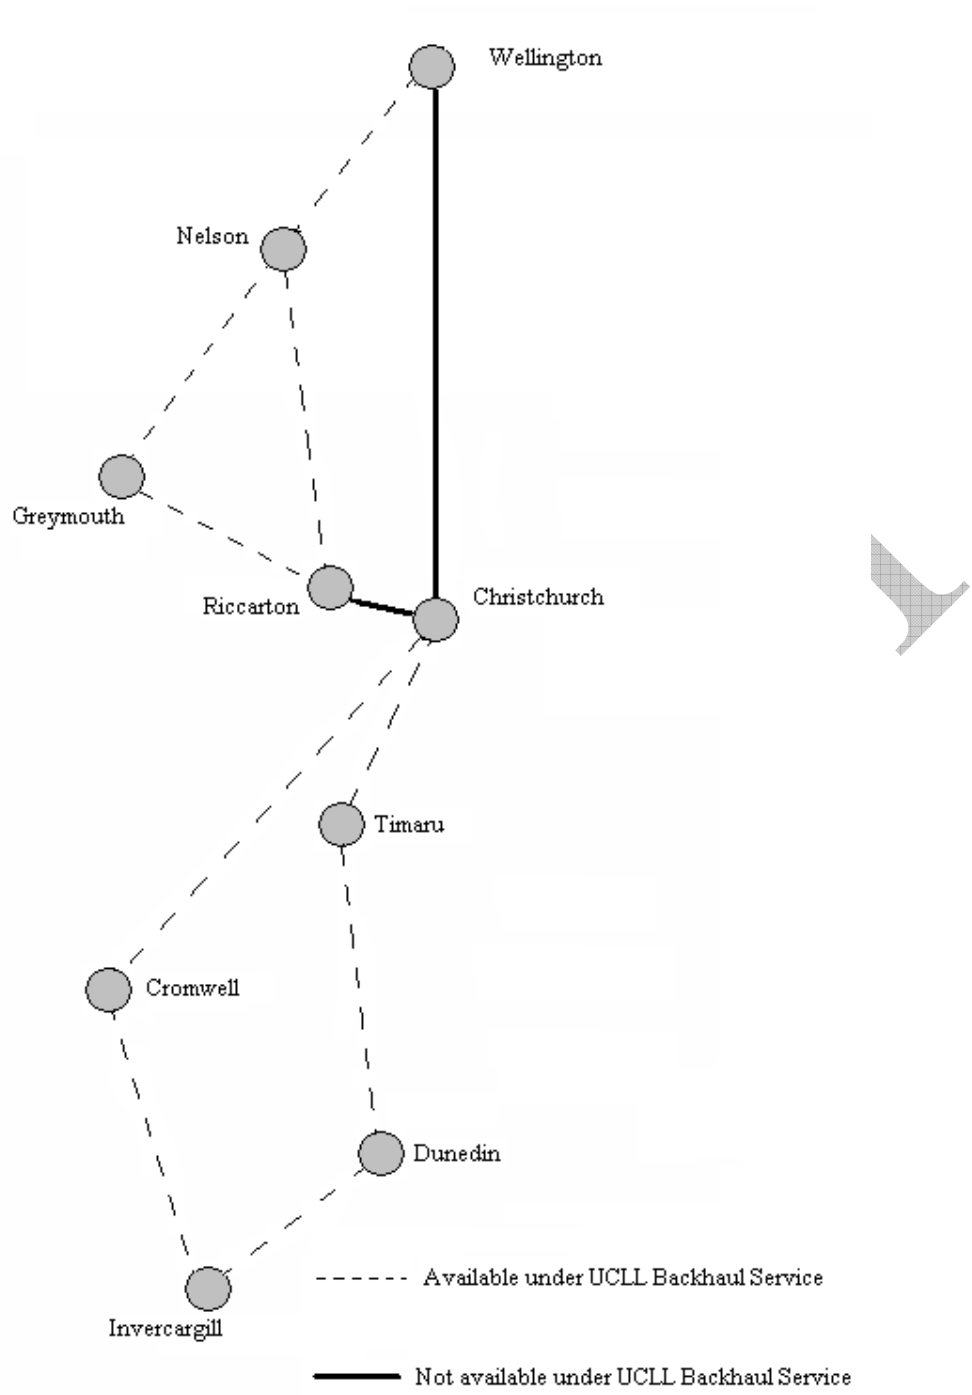 Wellington
Nelson
Greymouth
Riccarton
Christchurch
Timaru
Cromwell
Dunedin
Invercargill
Available under UCLL Backhaul Service
Not available under UCLL Backhaul Service